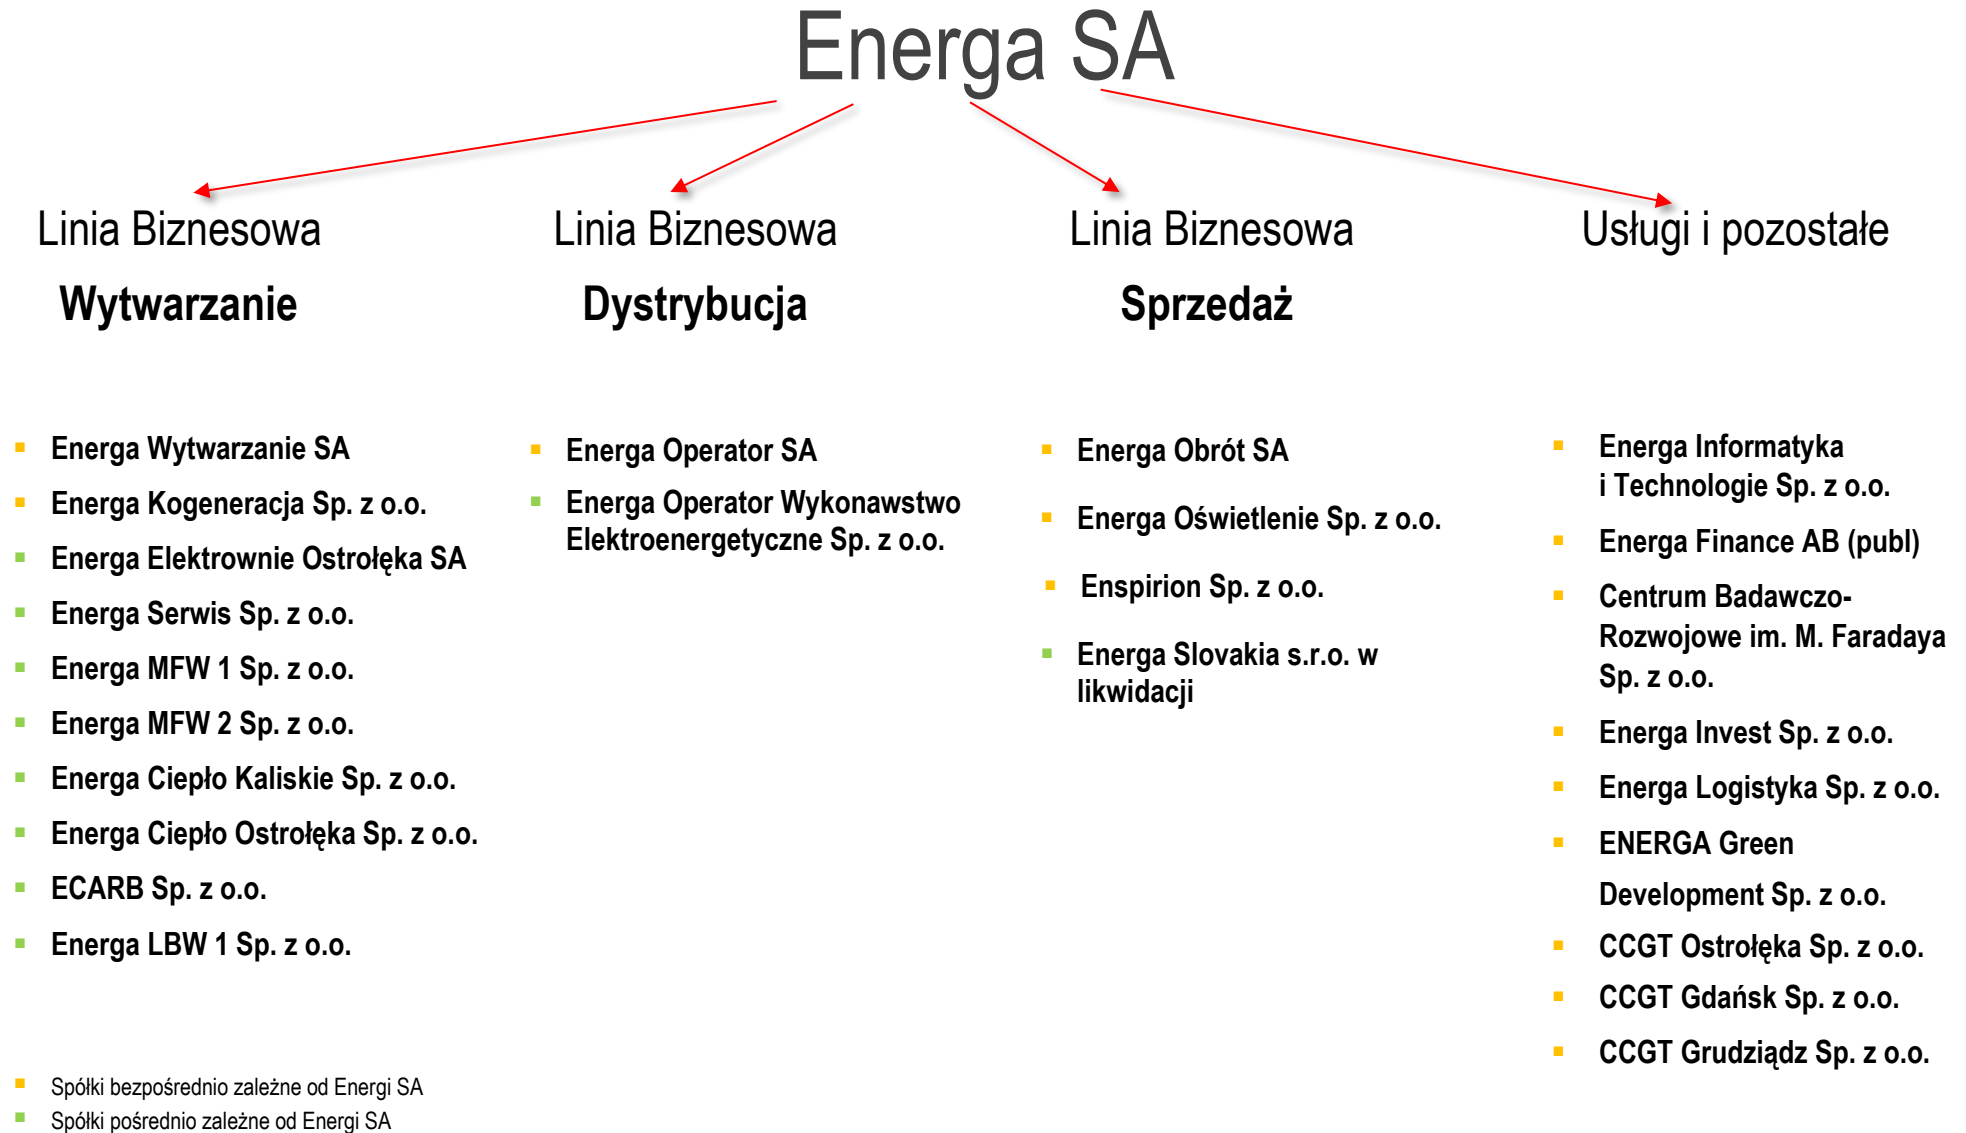 Energa SA
Linia Biznesowa
Wytwarzanie
Energa Wytwarzanie SA
Energa Kogeneracja Sp. z o.o.
Energa Elektrownie Ostrołęka SA
Energa Serwis Sp. z o.o.
Energa MFW 1 Sp. z o.o.
Energa MFW 2 Sp. z o.o.
Energa Ciepło Kaliskie Sp. z o.o.
Energa Ciepło Ostrołęka Sp. z o.o.
ECARB Sp. z o.o.
Energa LBW 1 Sp. z o.o.
Linia Biznesowa
Dystrybucja
Energa Operator SA
Energa Operator Wykonawstwo
Elektroenergetyczne Sp. z o.o.
Linia Biznesowa
Sprzedaż
Energa Obrót SA
Energa Oświetlenie Sp. z o.o.
Enspirion Sp. z o.o.
Energa Slovakia s.r.o. w
likwidacji
Usługi i pozostałe
Energa Informatyka
i Technologie Sp. z o.o.
Energa Finance AB (publ)
Centrum Badawczo-
Rozwojowe im. M. Faradaya
Sp. z o.o.
Energa Invest Sp. z o.o.
Energa Logistyka Sp. z o.o.
ENERGA Green
Development Sp. z o.o.
CCGT Ostrołęka Sp. z o.o.
CCGT Gdańsk Sp. z o.o.
CCGT Grudziądz Sp. z o.o.
Spółki bezpośrednio zależne od Energi SA
Spółki pośrednio zależne od Energi SA